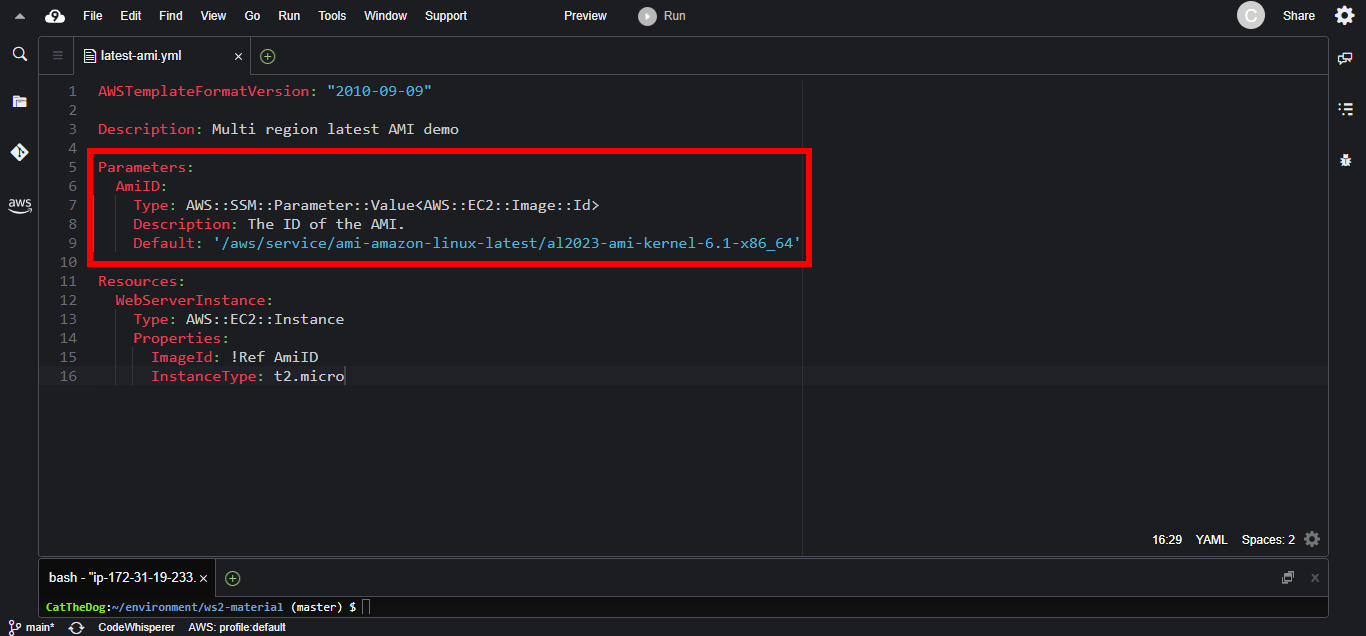 9 File Edit Find View Go Run Tools Window Support Preview Run C Share
latest-ami.yml ×
1 AWSTemplateFormatVersion: "2010-09-09"
2
3 Description: Multi region latest AMI demo
4
5 Parameters:
6   AmiID:
7     Type: AWS::SSM::Parameter::Value<AWS::EC2::Image::Id>
8     Description: The ID of the AMI.
9     Default: '/aws/service/ami-amazon-linux-latest/al2023-ami-kernel-6.1-x86_64'
10
11 Resources:
12   WebServerInstance:
13     Type: AWS::EC2::Instance
14     Properties:
15       ImageId: !Ref AmiID
16       InstanceType: t2.micro
aws
16:29 YAML Spaces: 2
bash - "ip-172-31-19-233. ×
CatTheDog:~/environment/ws2-material (master) $
main* CodeWhisperer AWS: profile:default